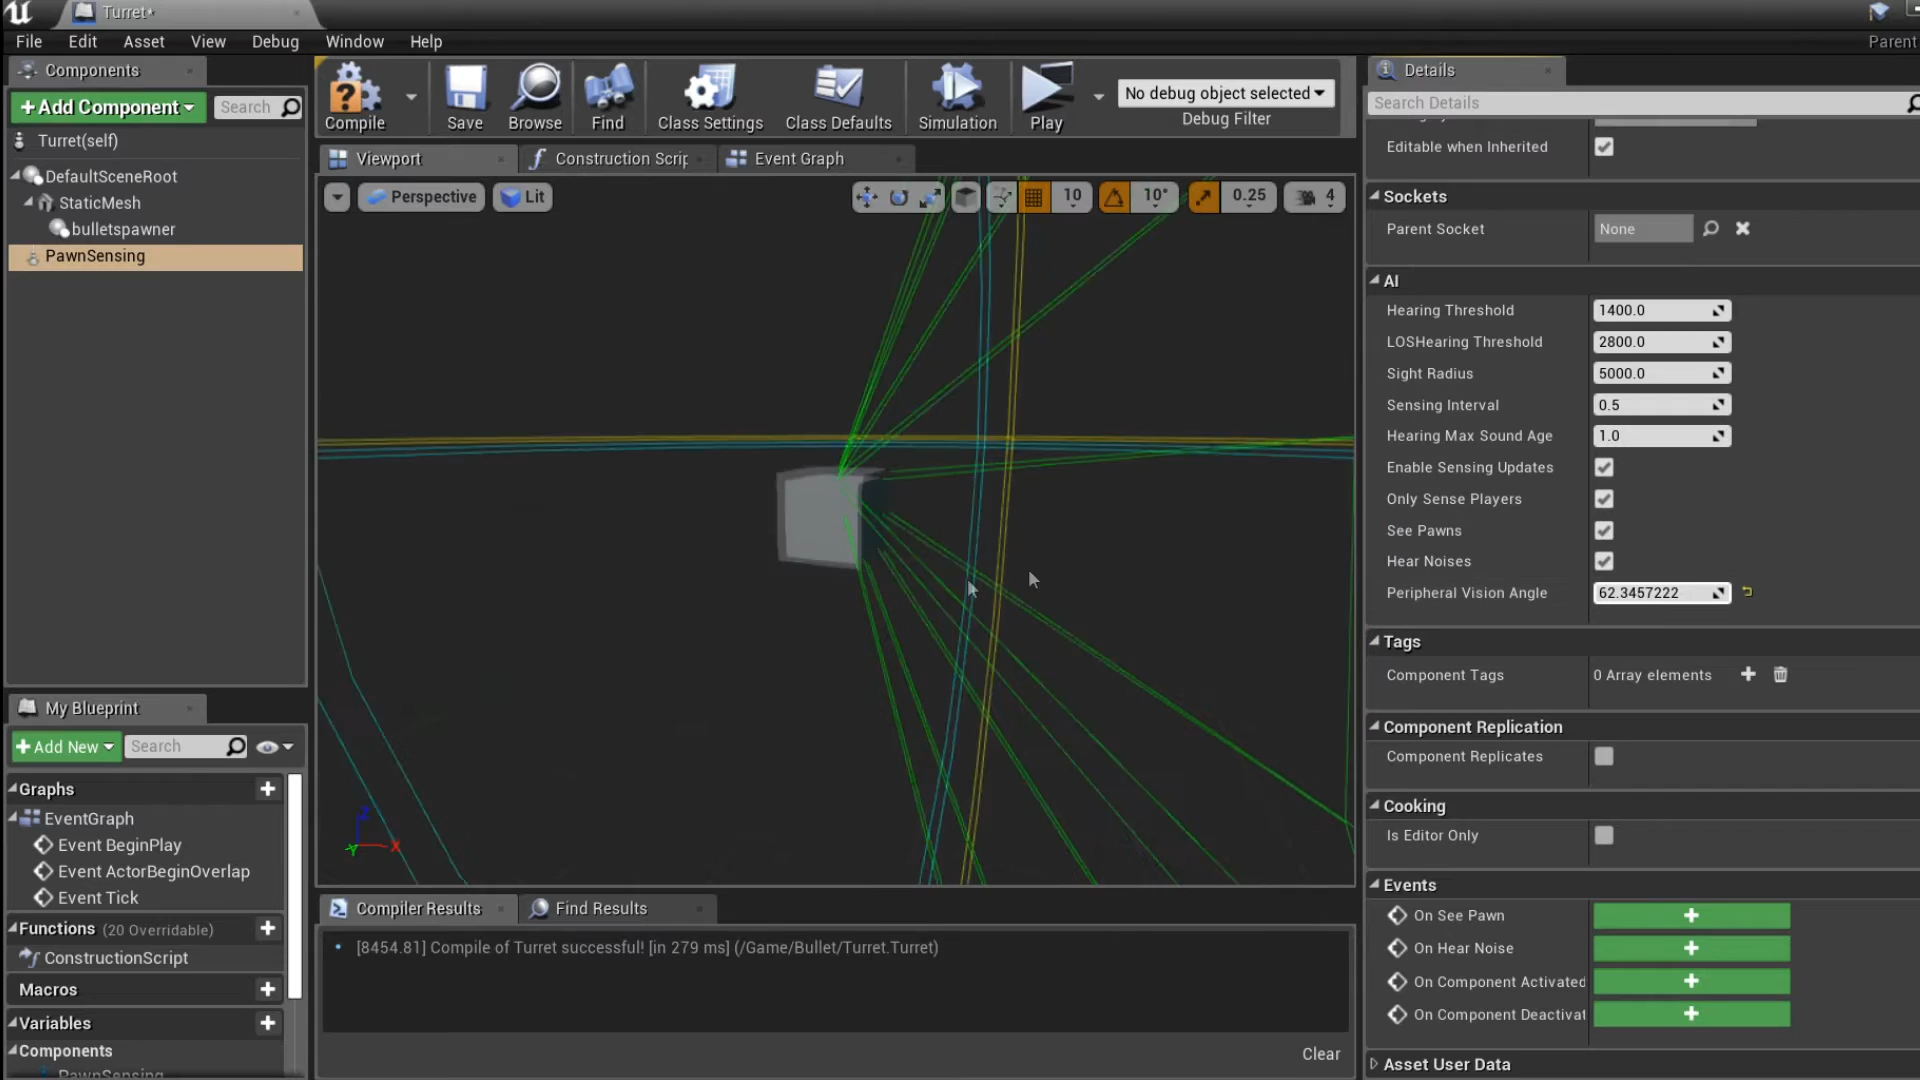 Turret*
File Edit Asset View Debug Window Help
Parent
Components
+Add Component
Search
Turret(self)
DefaultSceneRoot
StaticMesh
bulletspawner
PawnSensing
My Blueprint
+Add New
Search
Graphs
EventGraph
Event BeginPlay
Event ActorBeginOverlap
Event Tick
Functions (20 Overridable)
ConstructionScript
Macros
Variables
Components
PawnSensing
Compile
Save
Browse
Find
Class Settings
Class Defaults
Simulation
Play
No debug object selected
Debug Filter
Viewport
Construction Scrip
Event Graph
Perspective
Lit
10
10°
0.25
4
Z
X
Y
Compiler Results
Find Results
[8454.81] Compile of Turret successful! [in 279 ms] (/Game/Bullet/Turret.Turret)
Clear
Details
Search Details
Editable when Inherited
Sockets
Parent Socket None
AI
Hearing Threshold 1400.0
LOSHearing Threshold 2800.0
Sight Radius 5000.0
Sensing Interval 0.5
Hearing Max Sound Age 1.0
Enable Sensing Updates
Only Sense Players
See Pawns
Hear Noises
Peripheral Vision Angle 62.3457222
Tags
Component Tags 0 Array elements
Component Replication
Component Replicates
Cooking
Is Editor Only
Events
On See Pawn
On Hear Noise
On Component Activated
On Component Deactivat
Asset User Data